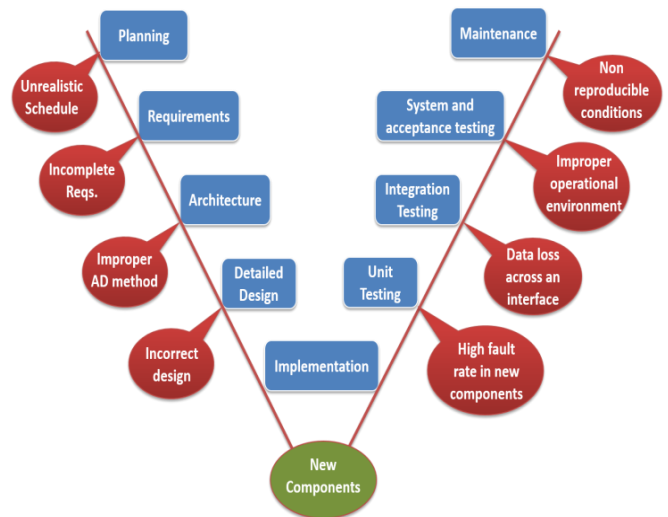 Planning
Maintenance
Unrealistic
Schedule
Non
reproducible
conditions
Requirements
System and
acceptance testing
Incomplete
Reqs.
Improper
operational
environment
Architecture
Integration
Testing
Improper
AD method
Data loss
across an
interface
Detailed
Design
Unit
Testing
Incorrect
design
High fault
rate in new
components
Implementation
New
Components